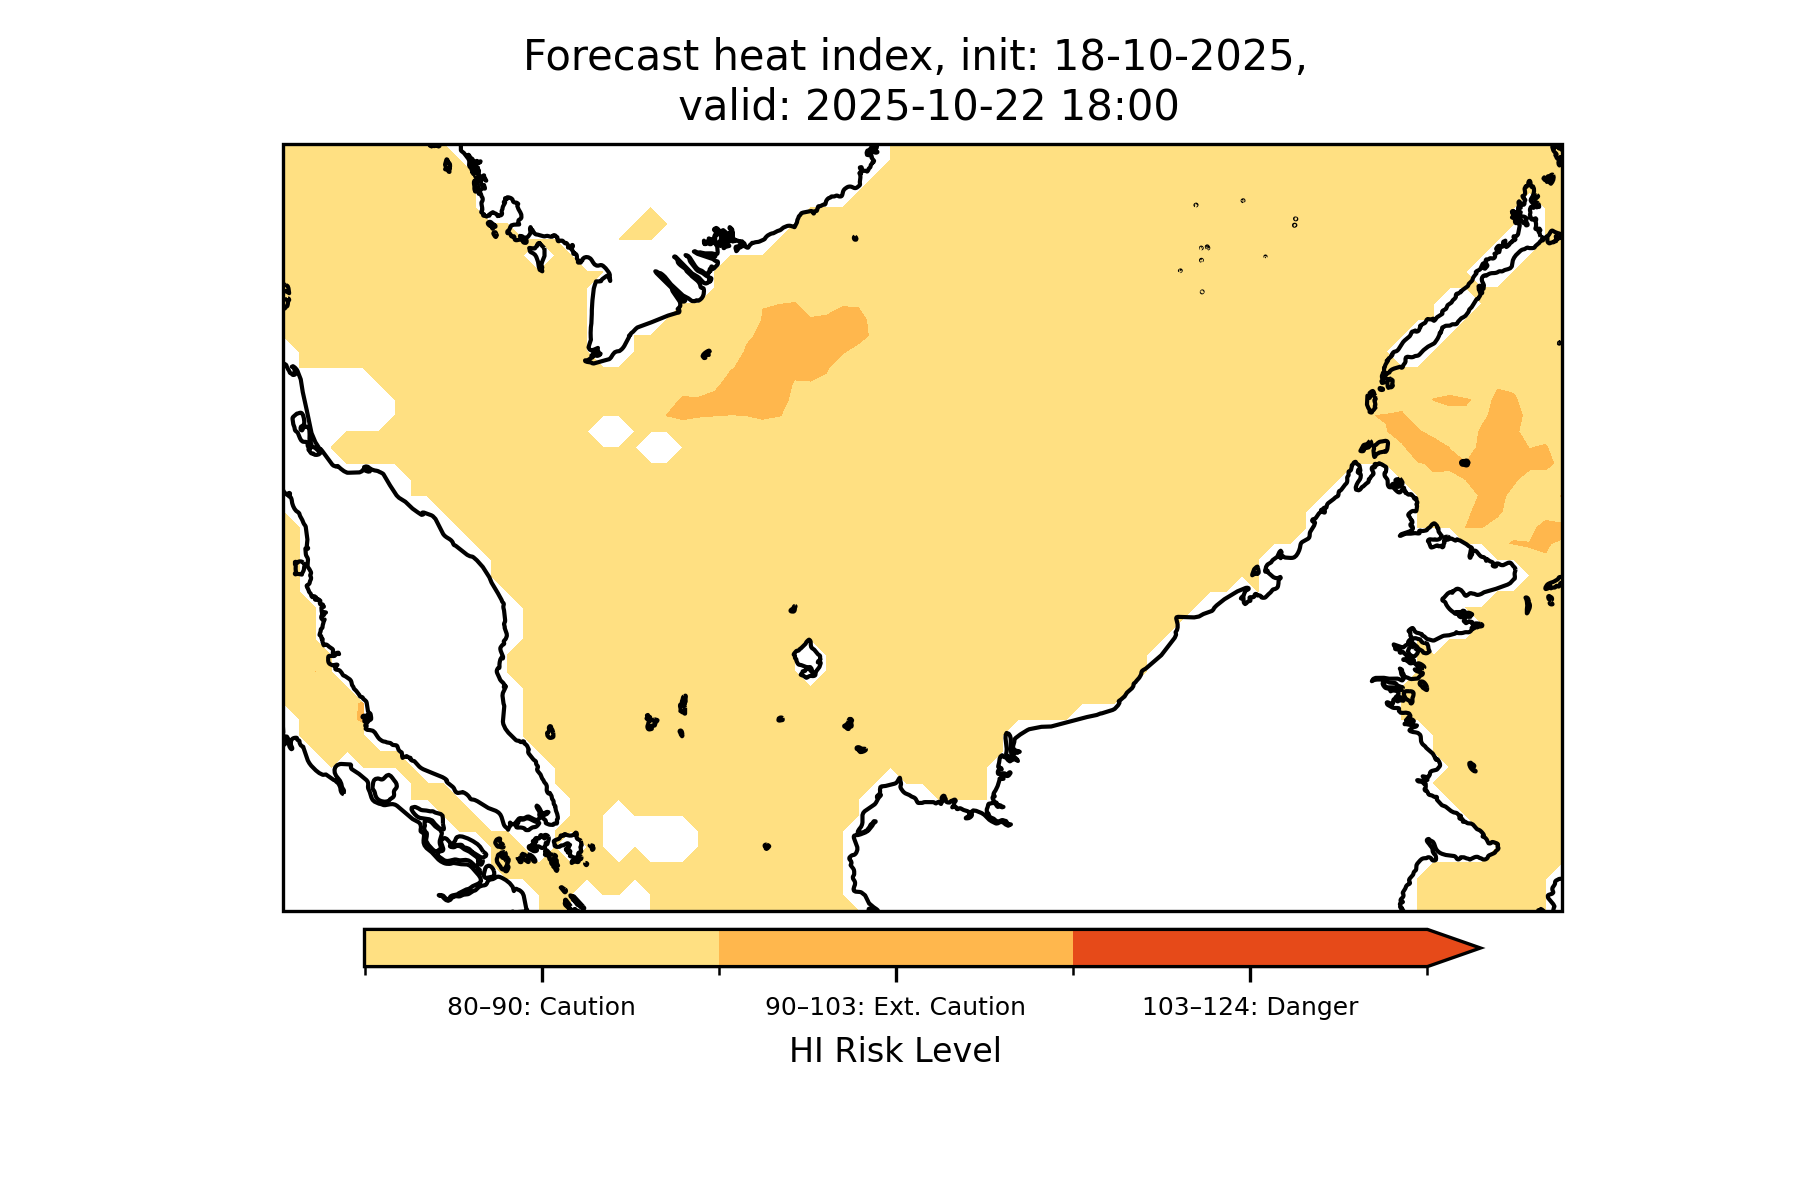 Forecast heat index, init: 18-10-2025,
valid: 2025-10-22 18:00
80–90: Caution
90–103: Ext. Caution
103–124: Danger
HI Risk Level